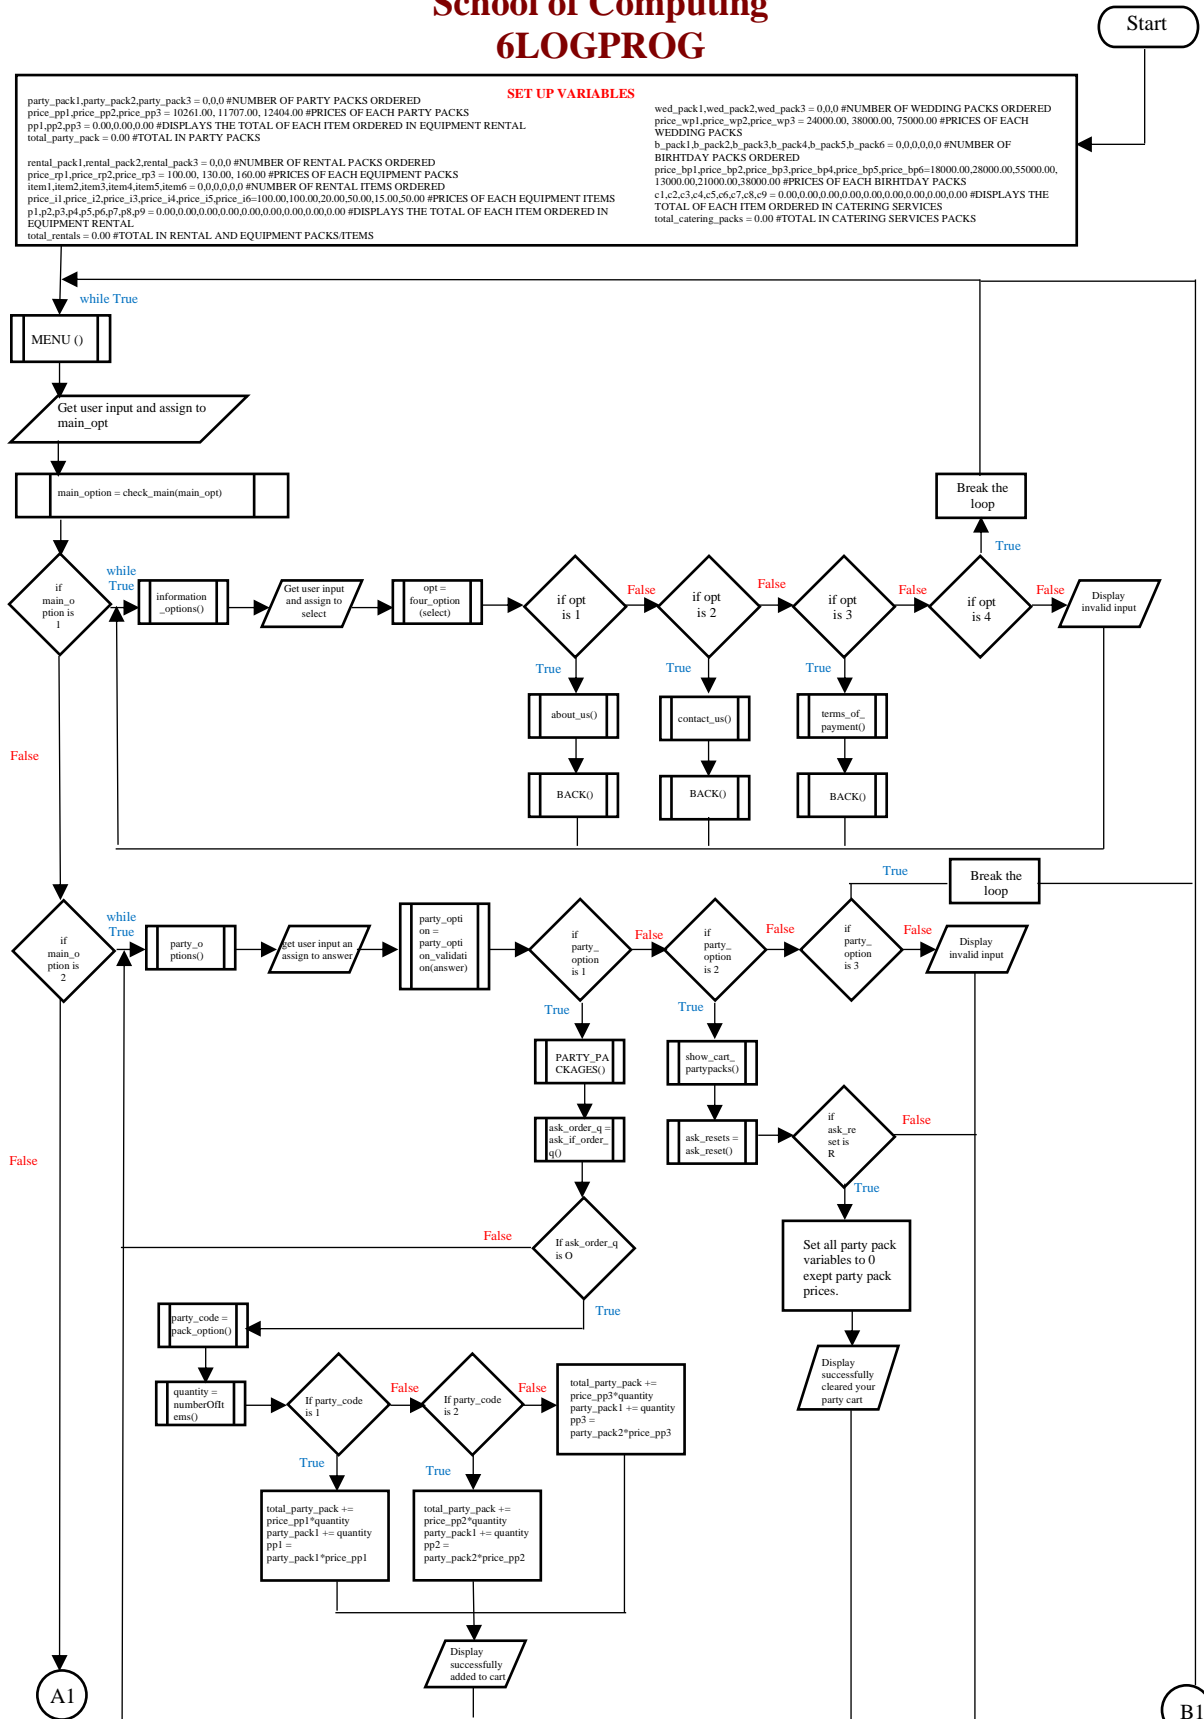 School of Computing
6LOGPROG
Start
SET UP VARIABLES
party_pack1,party_pack2,party_pack3 = 0,0,0 #NUMBER OF PARTY PACKS ORDERED
price_pp1,price_pp2,price_pp3 = 10261.00, 11707.00, 12404.00 #PRICES OF EACH PARTY PACKS
pp1,pp2,pp3 = 0.00,0.00,0.00 #DISPLAYS THE TOTAL OF EACH ITEM ORDERED IN EQUIPMENT RENTAL
total_party_pack = 0.00 #TOTAL IN PARTY PACKS
rental_pack1,rental_pack2,rental_pack3 = 0,0,0 #NUMBER OF RENTAL PACKS ORDERED
price_rp1,price_rp2,price_rp3 = 100.00, 130.00, 160.00 #PRICES OF EACH EQUIPMENT PACKS
item1,item2,item3,item4,item5,item6 = 0,0,0,0,0,0 #NUMBER OF RENTAL ITEMS ORDERED
price_i1,price_i2,price_i3,price_i4,price_i5,price_i6=100.00,100.00,20.00,50.00,15.00,50.00 #PRICES OF EACH EQUIPMENT ITEMS
p1,p2,p3,p4,p5,p6,p7,p8,p9 = 0.00,0.00,0.00,0.00,0.00,0.00,0.00,0.00,0.00 #DISPLAYS THE TOTAL OF EACH ITEM ORDERED IN
EQUIPMENT RENTAL
total_rentals = 0.00 #TOTAL IN RENTAL AND EQUIPMENT PACKS/ITEMS
wed_pack1,wed_pack2,wed_pack3 = 0,0,0 #NUMBER OF WEDDING PACKS ORDERED
price_wp1,price_wp2,price_wp3 = 24000.00, 38000.00, 75000.00 #PRICES OF EACH
WEDDING PACKS
b_pack1,b_pack2,b_pack3,b_pack4,b_pack5,b_pack6 = 0,0,0,0,0,0 #NUMBER OF
BIRHTDAY PACKS ORDERED
price_bp1,price_bp2,price_bp3,price_bp4,price_bp5,price_bp6=18000.00,28000.00,55000.00,
13000.00,21000.00,38000.00 #PRICES OF EACH BIRHTDAY PACKS
c1,c2,c3,c4,c5,c6,c7,c8,c9 = 0.00,0.00,0.00,0.00,0.00,0.00,0.00,0.00,0.00 #DISPLAYS THE
TOTAL OF EACH ITEM ORDERED IN CATERING SERVICES
total_catering_packs = 0.00 #TOTAL IN CATERING SERVICES PACKS
while True
MENU ()
Get user input and assign to
main_opt
main_option = check_main(main_opt)
if
main_o
ption is
1
while
True
information
_options()
Get user input
and assign to
select
opt =
four_option
(select)
if opt
is 1
False
if opt
is 2
False
if opt
is 3
False
if opt
is 4
False
Display
invalid input
True
Break the
loop
True
True
True
about_us()
contact_us()
terms_of_
payment()
BACK()
BACK()
BACK()
False
if
main_o
ption is
2
while
True
party_o
ptions()
get user input an
assign to answer
party_opti
on =
party_opti
on_validati
on(answer)
if
party_
option
is 1
False
if
party_
option
is 2
False
if
party_
option
is 3
True
Break the
loop
False
Display
invalid input
True
True
PARTY_PA
CKAGES()
show_cart_
partypacks()
ask_order_q =
ask_if_order_
q()
ask_resets =
ask_reset()
if
ask_re
set is
R
False
True
False
If ask_order_q
is O
False
True
Set all party pack
variables to 0
exept party pack
prices.
party_code =
pack_option()
quantity =
numberOfIt
ems()
If party_code
is 1
False
If party_code
is 2
False
total_party_pack +=
price_pp3*quantity
party_pack1 += quantity
pp3 =
party_pack2*price_pp3
Display
successfully
cleared your
party cart
True
True
total_party_pack +=
price_pp1*quantity
party_pack1 += quantity
pp1 =
party_pack1*price_pp1
total_party_pack +=
price_pp2*quantity
party_pack1 += quantity
pp2 =
party_pack2*price_pp2
Display
successfully
added to cart
A1
B1